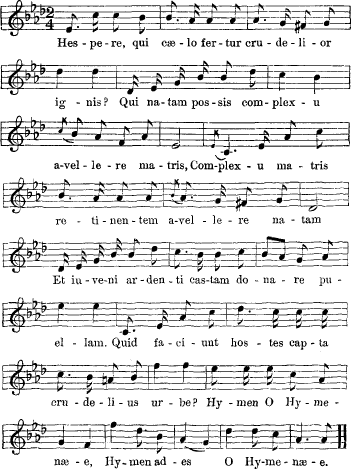 Hes - pe - re, qui cæ - lo fer - tur cru - de - li - or
ig - nis? Qui na - tam pos - sis com - plex - u
a-vel - le - re ma - tris, Com-plex - u ma - tris
re - ti - nen - tem a-vel - le - re na - tam
Et iu - ve - ni ar - den - ti cas-tam do - na - re pu -
el - lam. Quid fa - ci - unt hos - tes cap - ta
cru - de - li - us ur - be? Hy - men O Hy - me -
næ - e, Hy - men ad - es O Hy - me - næ - e.